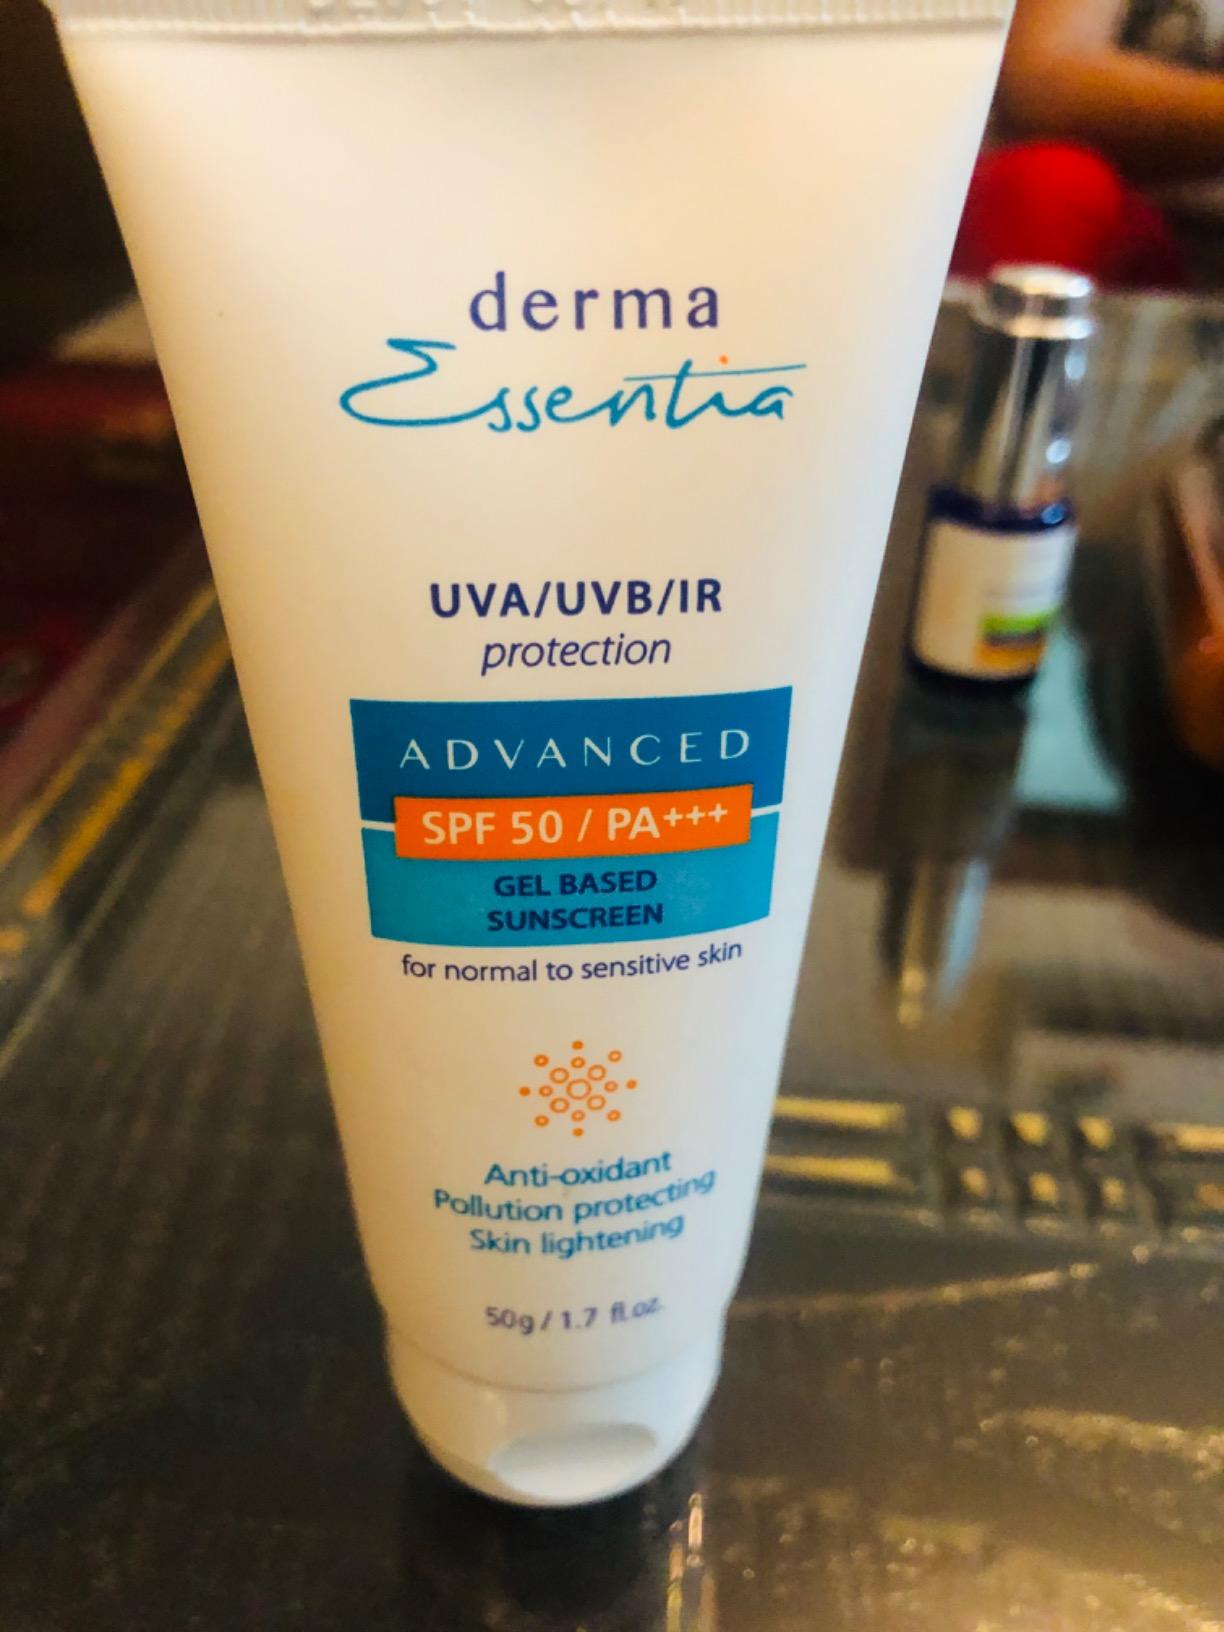 derma
Essentia
UVA/UVB/IR
protection
ADVANCED
SPF 50 / PA+++
GEL BASED
SUNSCREEN
for normal to sensitive skin
Anti-oxidant
Pollution protecting
Skin lightening
50g / 1.7 fl.oz.